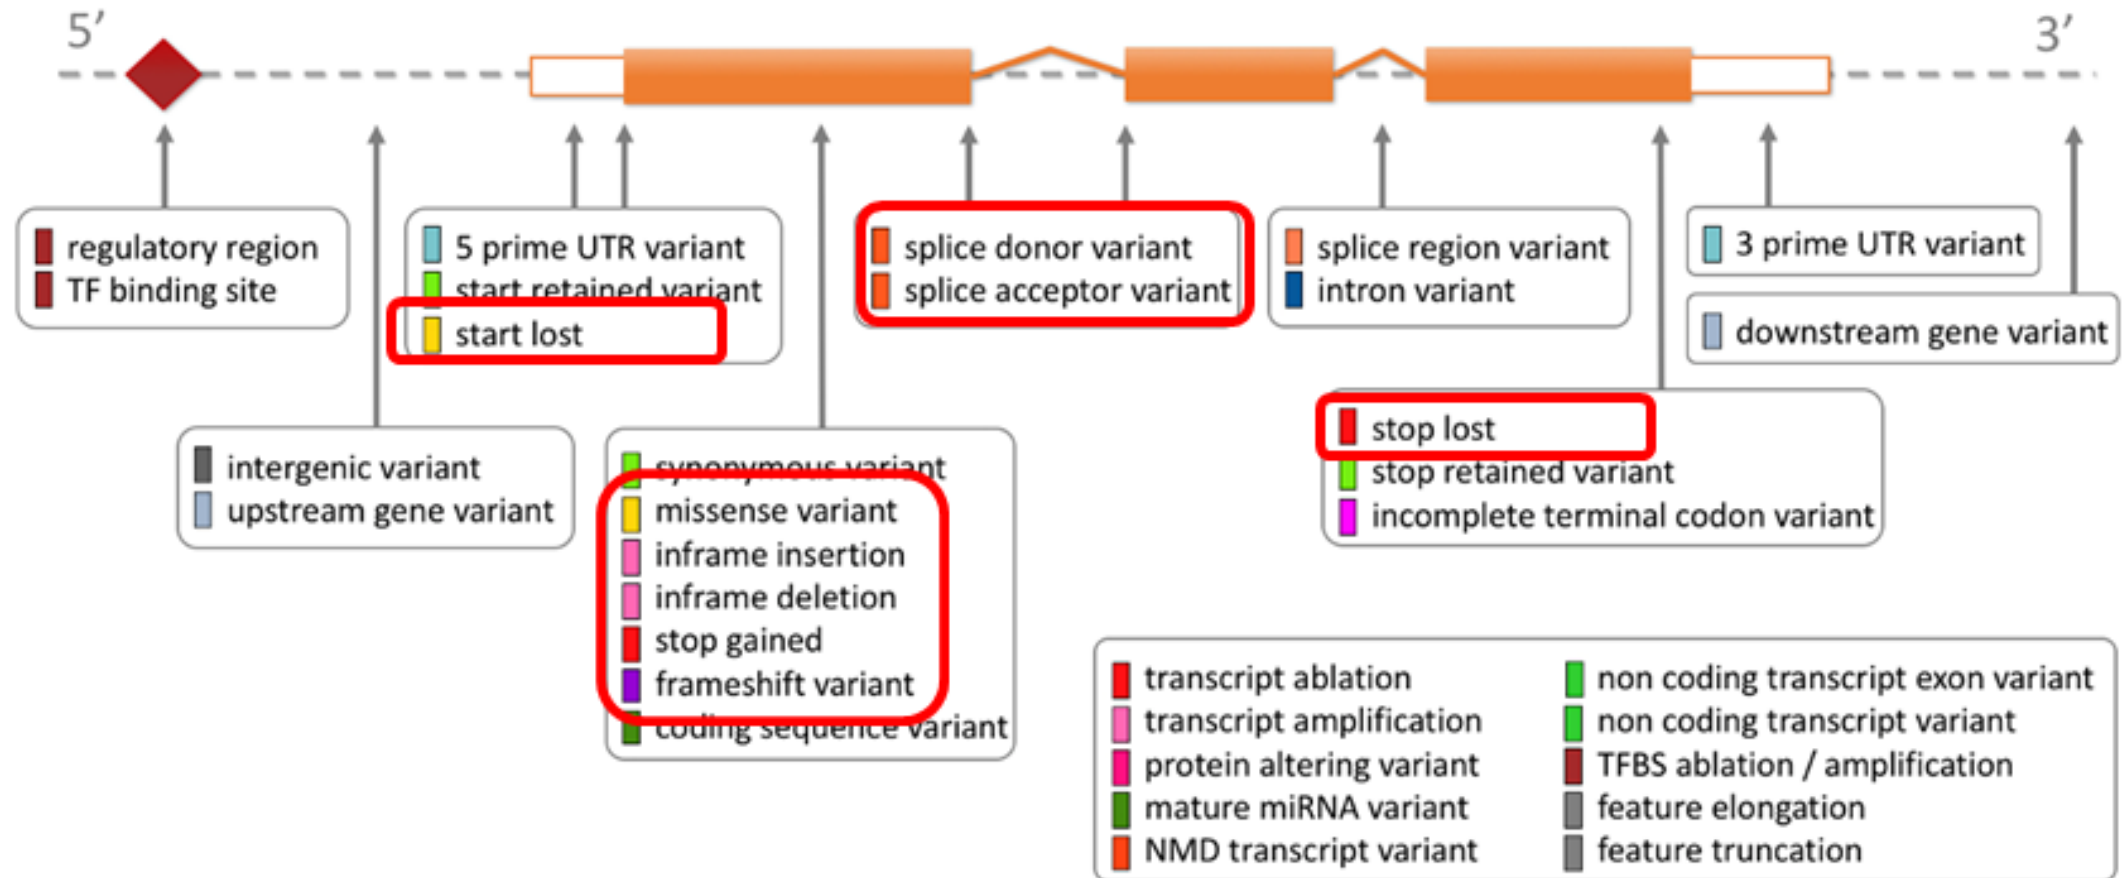 5′
3′
regulatory region
TF binding site
5 prime UTR variant
start retained variant
start lost
splice donor variant
splice acceptor variant
splice region variant
intron variant
3 prime UTR variant
downstream gene variant
intergenic variant
upstream gene variant
synonymous variant
missense variant
inframe insertion
inframe deletion
stop gained
frameshift variant
coding sequence variant
stop lost
stop retained variant
incomplete terminal codon variant
transcript ablation
transcript amplification
protein altering variant
mature miRNA variant
NMD transcript variant
non coding transcript exon variant
non coding transcript variant
TFBS ablation / amplification
feature elongation
feature truncation